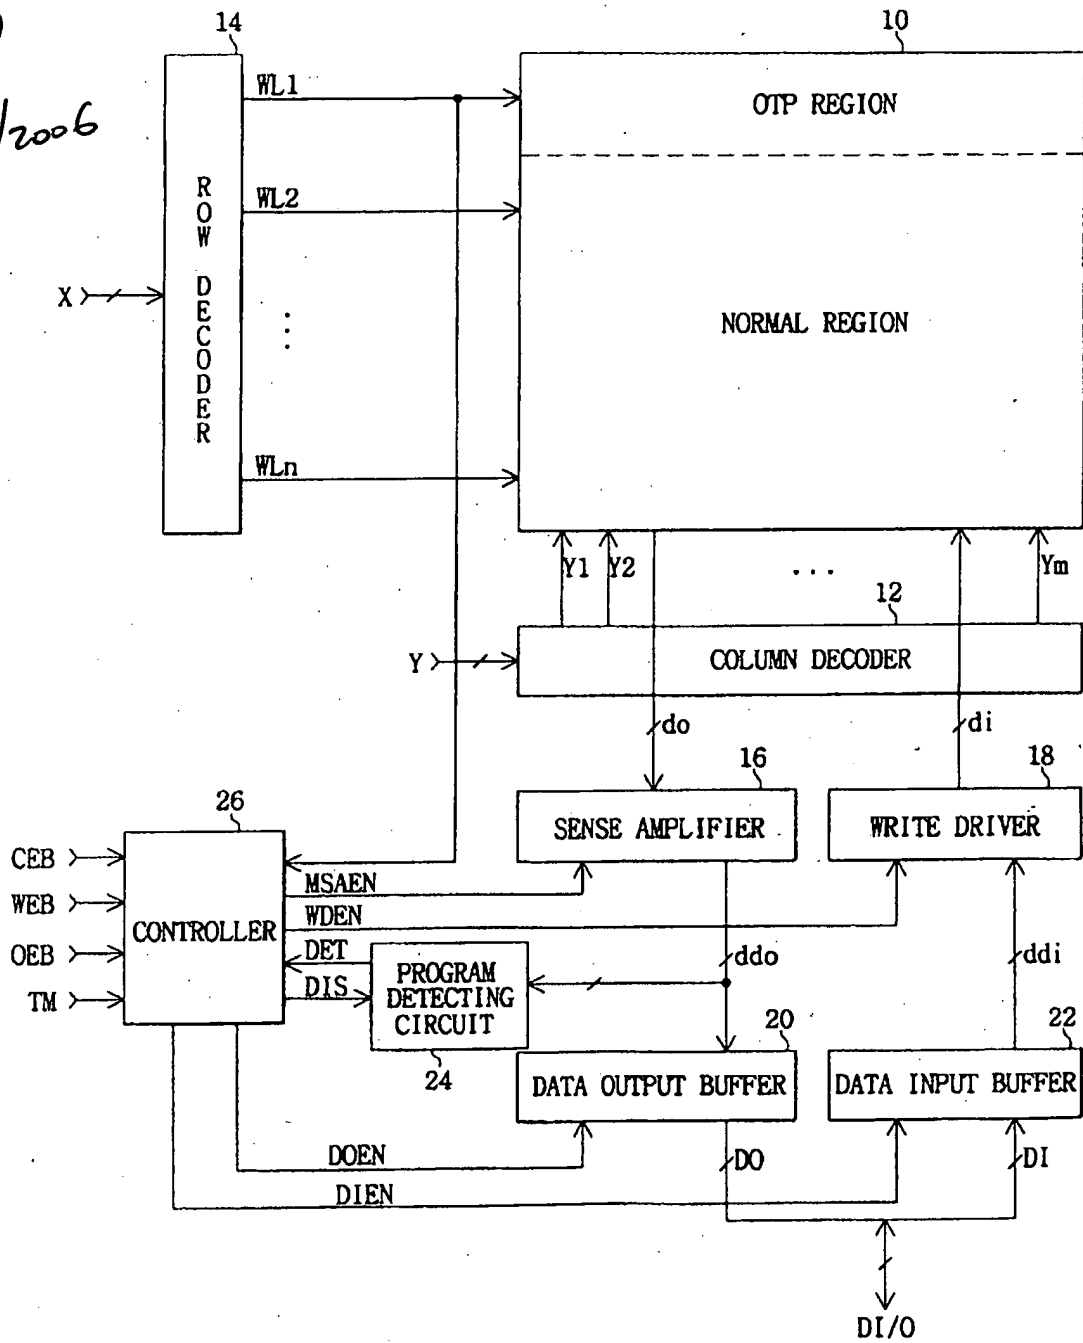 14
10
/2006
WL1
OTP REGION
ROW DECODER
WL2
X
NORMAL REGION
WLn
Y1
Y2
Ym
12
Y
COLUMN DECODER
do
di
16
18
26
SENSE AMPLIFIER
WRITE DRIVER
CEB
MSAEN
WEB
CONTROLLER
WDEN
OEB
DET
PROGRAM
DETECTING
CIRCUIT
ddo
ddi
TM
DIS
24
20
22
DATA OUTPUT BUFFER
DATA INPUT BUFFER
DOEN
DO
DI
DIEN
DI/O